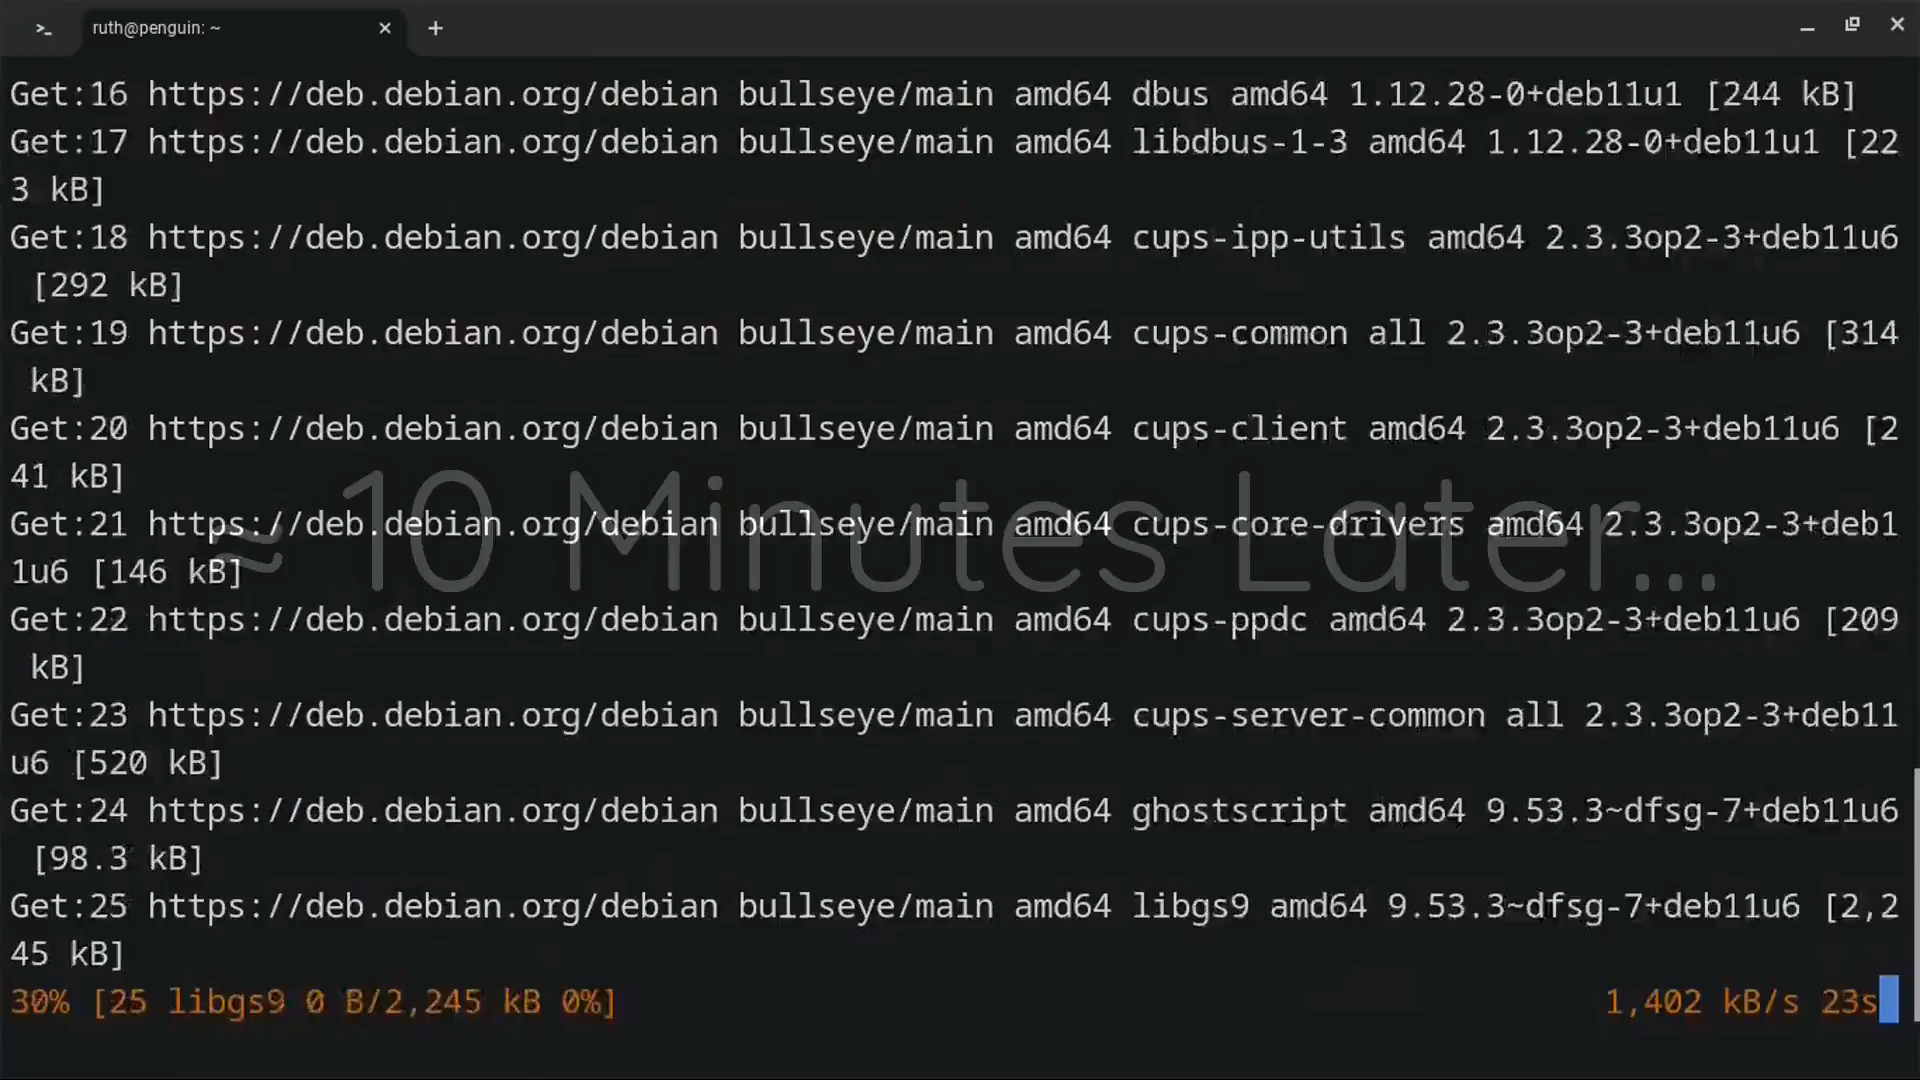 ruth@penguin: ~
Get:16 https://deb.debian.org/debian bullseye/main amd64 dbus amd64 1.12.28-0+deb11u1 [244 kB]
Get:17 https://deb.debian.org/debian bullseye/main amd64 libdbus-1-3 amd64 1.12.28-0+deb11u1 [22
3 kB]
Get:18 https://deb.debian.org/debian bullseye/main amd64 cups-ipp-utils amd64 2.3.3op2-3+deb11u6
[292 kB]
Get:19 https://deb.debian.org/debian bullseye/main amd64 cups-common all 2.3.3op2-3+deb11u6 [314
kB]
Get:20 https://deb.debian.org/debian bullseye/main amd64 cups-client amd64 2.3.3op2-3+deb11u6 [2
41 kB]
≈ 10 Minutes Later...
Get:21 https://deb.debian.org/debian bullseye/main amd64 cups-core-drivers amd64 2.3.3op2-3+deb1
1u6 [146 kB]
Get:22 https://deb.debian.org/debian bullseye/main amd64 cups-ppdc amd64 2.3.3op2-3+deb11u6 [209
kB]
Get:23 https://deb.debian.org/debian bullseye/main amd64 cups-server-common all 2.3.3op2-3+deb11
u6 [520 kB]
Get:24 https://deb.debian.org/debian bullseye/main amd64 ghostscript amd64 9.53.3~dfsg-7+deb11u6
[98.3 kB]
Get:25 https://deb.debian.org/debian bullseye/main amd64 libgs9 amd64 9.53.3~dfsg-7+deb11u6 [2,2
45 kB]
30% [25 libgs9 0 B/2,245 kB 0%] 1,402 kB/s 23s